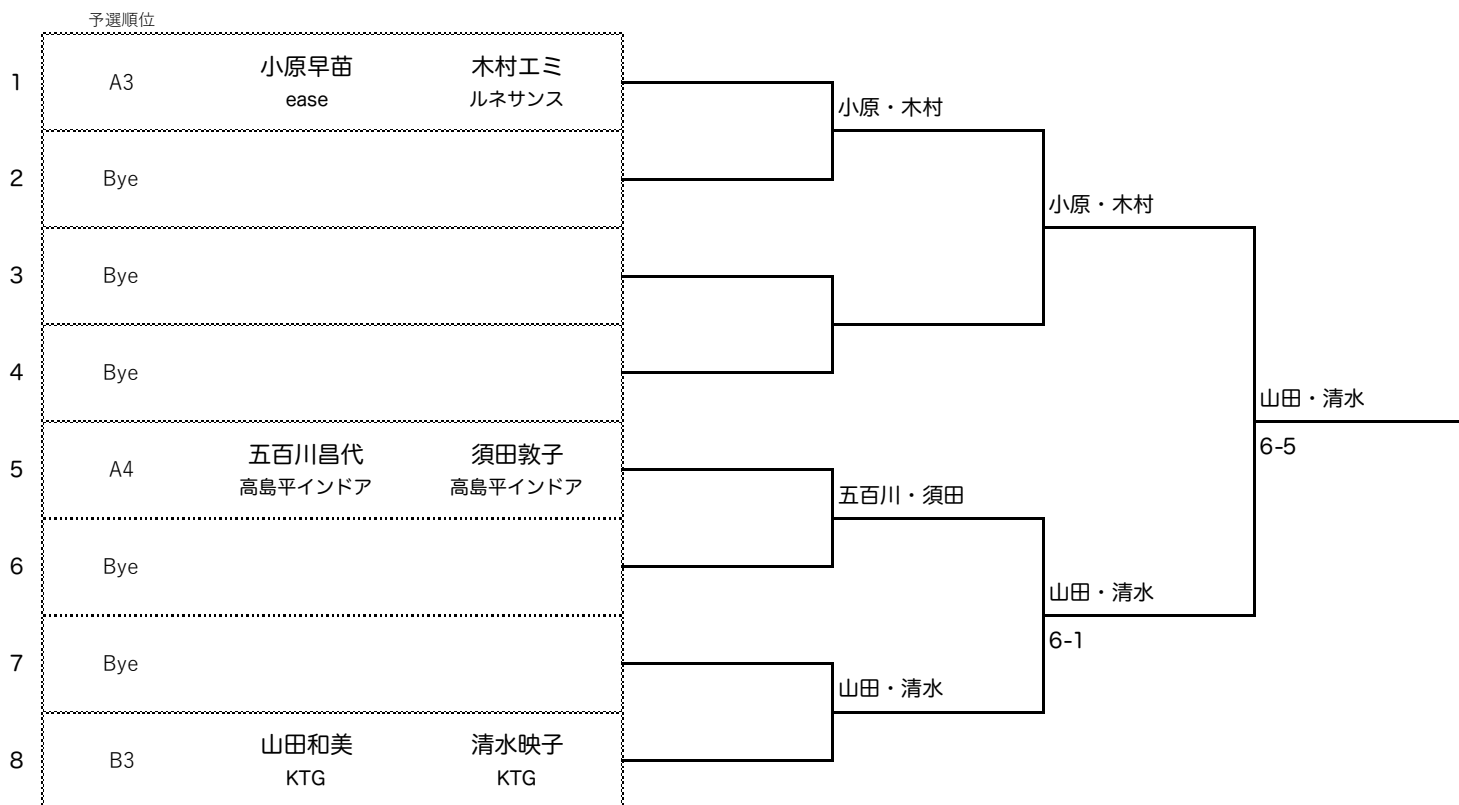 予選順位
1 A3 小原早苗 木村エミ
ease ルネサンス
小原・木村
2 Bye
小原・木村
3 Bye
4 Bye
山田・清水
6-5
5 A4 五百川昌代 須田敦子
高島平インドア 高島平インドア
五百川・須田
6 Bye
山田・清水
6-1
7 Bye
山田・清水
8 B3 山田和美 清水映子
KTG KTG